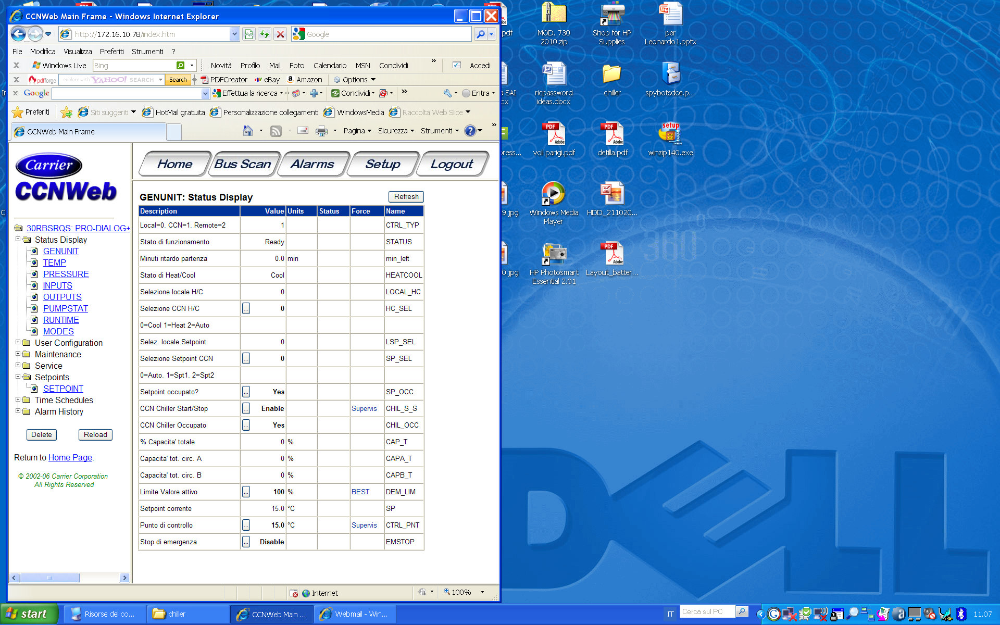 CCNWeb Main Frame - Windows Internet Explorer
http://172.16.10.78/index.htm
Google
File Modifica Visualizza Preferiti Strumenti ?
x Windows Live Bing Novità Profilo Mail Foto Calendario MSN Condividi » Accedi
x pdfforge explore with YAHOO! SEARCH Search PDFCreator eBay Amazon Options
x Google Effettua la ricerca Condividi » Entra
Preferiti Siti suggeriti HotMail gratuita Personalizzazione collegamenti WindowsMedia Raccolta Web Slice
CCNWeb Main Frame Pagina Sicurezza Strumenti »
Carrier
CCNWeb
30RBSRQS: PRO-DIALOG+
Status Display
GENUNIT
TEMP
PRESSURE
INPUTS
OUTPUTS
PUMPSTAT
RUNTIME
MODES
User Configuration
Maintenance
Service
Setpoints
SETPOINT
Time Schedules
Alarm History
Delete Reload
Return to Home Page.
© 2002-06 Carrier Corporation
All Rights Reserved
Home Bus Scan Alarms Setup Logout
GENUNIT: Status Display Refresh
Description Value Units Status Force Name
Local=0. CCN=1. Remote=2 1 CTRL_TYP
Stato di funzionamento Ready STATUS
Minuti ritardo partenza 0.0 min min_left
Stato di Heat/Cool Cool HEATCOOL
Selezione locale H/C 0 LOCAL_HC
Selezione CCN H/C ... 0 HC_SEL
0=Cool 1=Heat 2=Auto
Selez. locale Setpoint 0 LSP_SEL
Selezione Setpoint CCN ... 0 SP_SEL
0=Auto. 1=Spt1. 2=Spt2
Setpoint occupato? ... Yes SP_OCC
CCN Chiller Start/Stop ... Enable Supervis CHIL_S_S
CCN Chiller Occupato ... Yes CHIL_OCC
% Capacita' totale 0 % CAP_T
Capacita' tot. circ. A 0 % CAPA_T
Capacita' tot. circ. B 0 % CAPB_T
Limite Valore attivo ... 100 % BEST DEM_LIM
Setpoint corrente 15.0 °C SP
Punto di controllo ... 15.0 °C Supervis CTRL_PNT
Stop di emergenza ... Disable EMSTOP
Internet 100%
pdf
MOD. 730
2010.zip
Shop for HP
Supplies
per
Leonardo1.pptx
a SAI
cx
ricpassword
ideas.docx
chiller
spybotsdce.p...
press...
PDF
Adobe
voli parigi.pdf
PDF
Adobe
detilla.pdf
setup
winzip140.exe
9.jpg
Windows Media
Player
HDD_211020...
0.jpg
HP Photosmart
Essential 2.01
PDF
Adobe
Layout_batter...
360
DELL
start Risorse del co... chiller CCNWeb Main ... Webmail - Win... IT Cerca sul PC 11.07